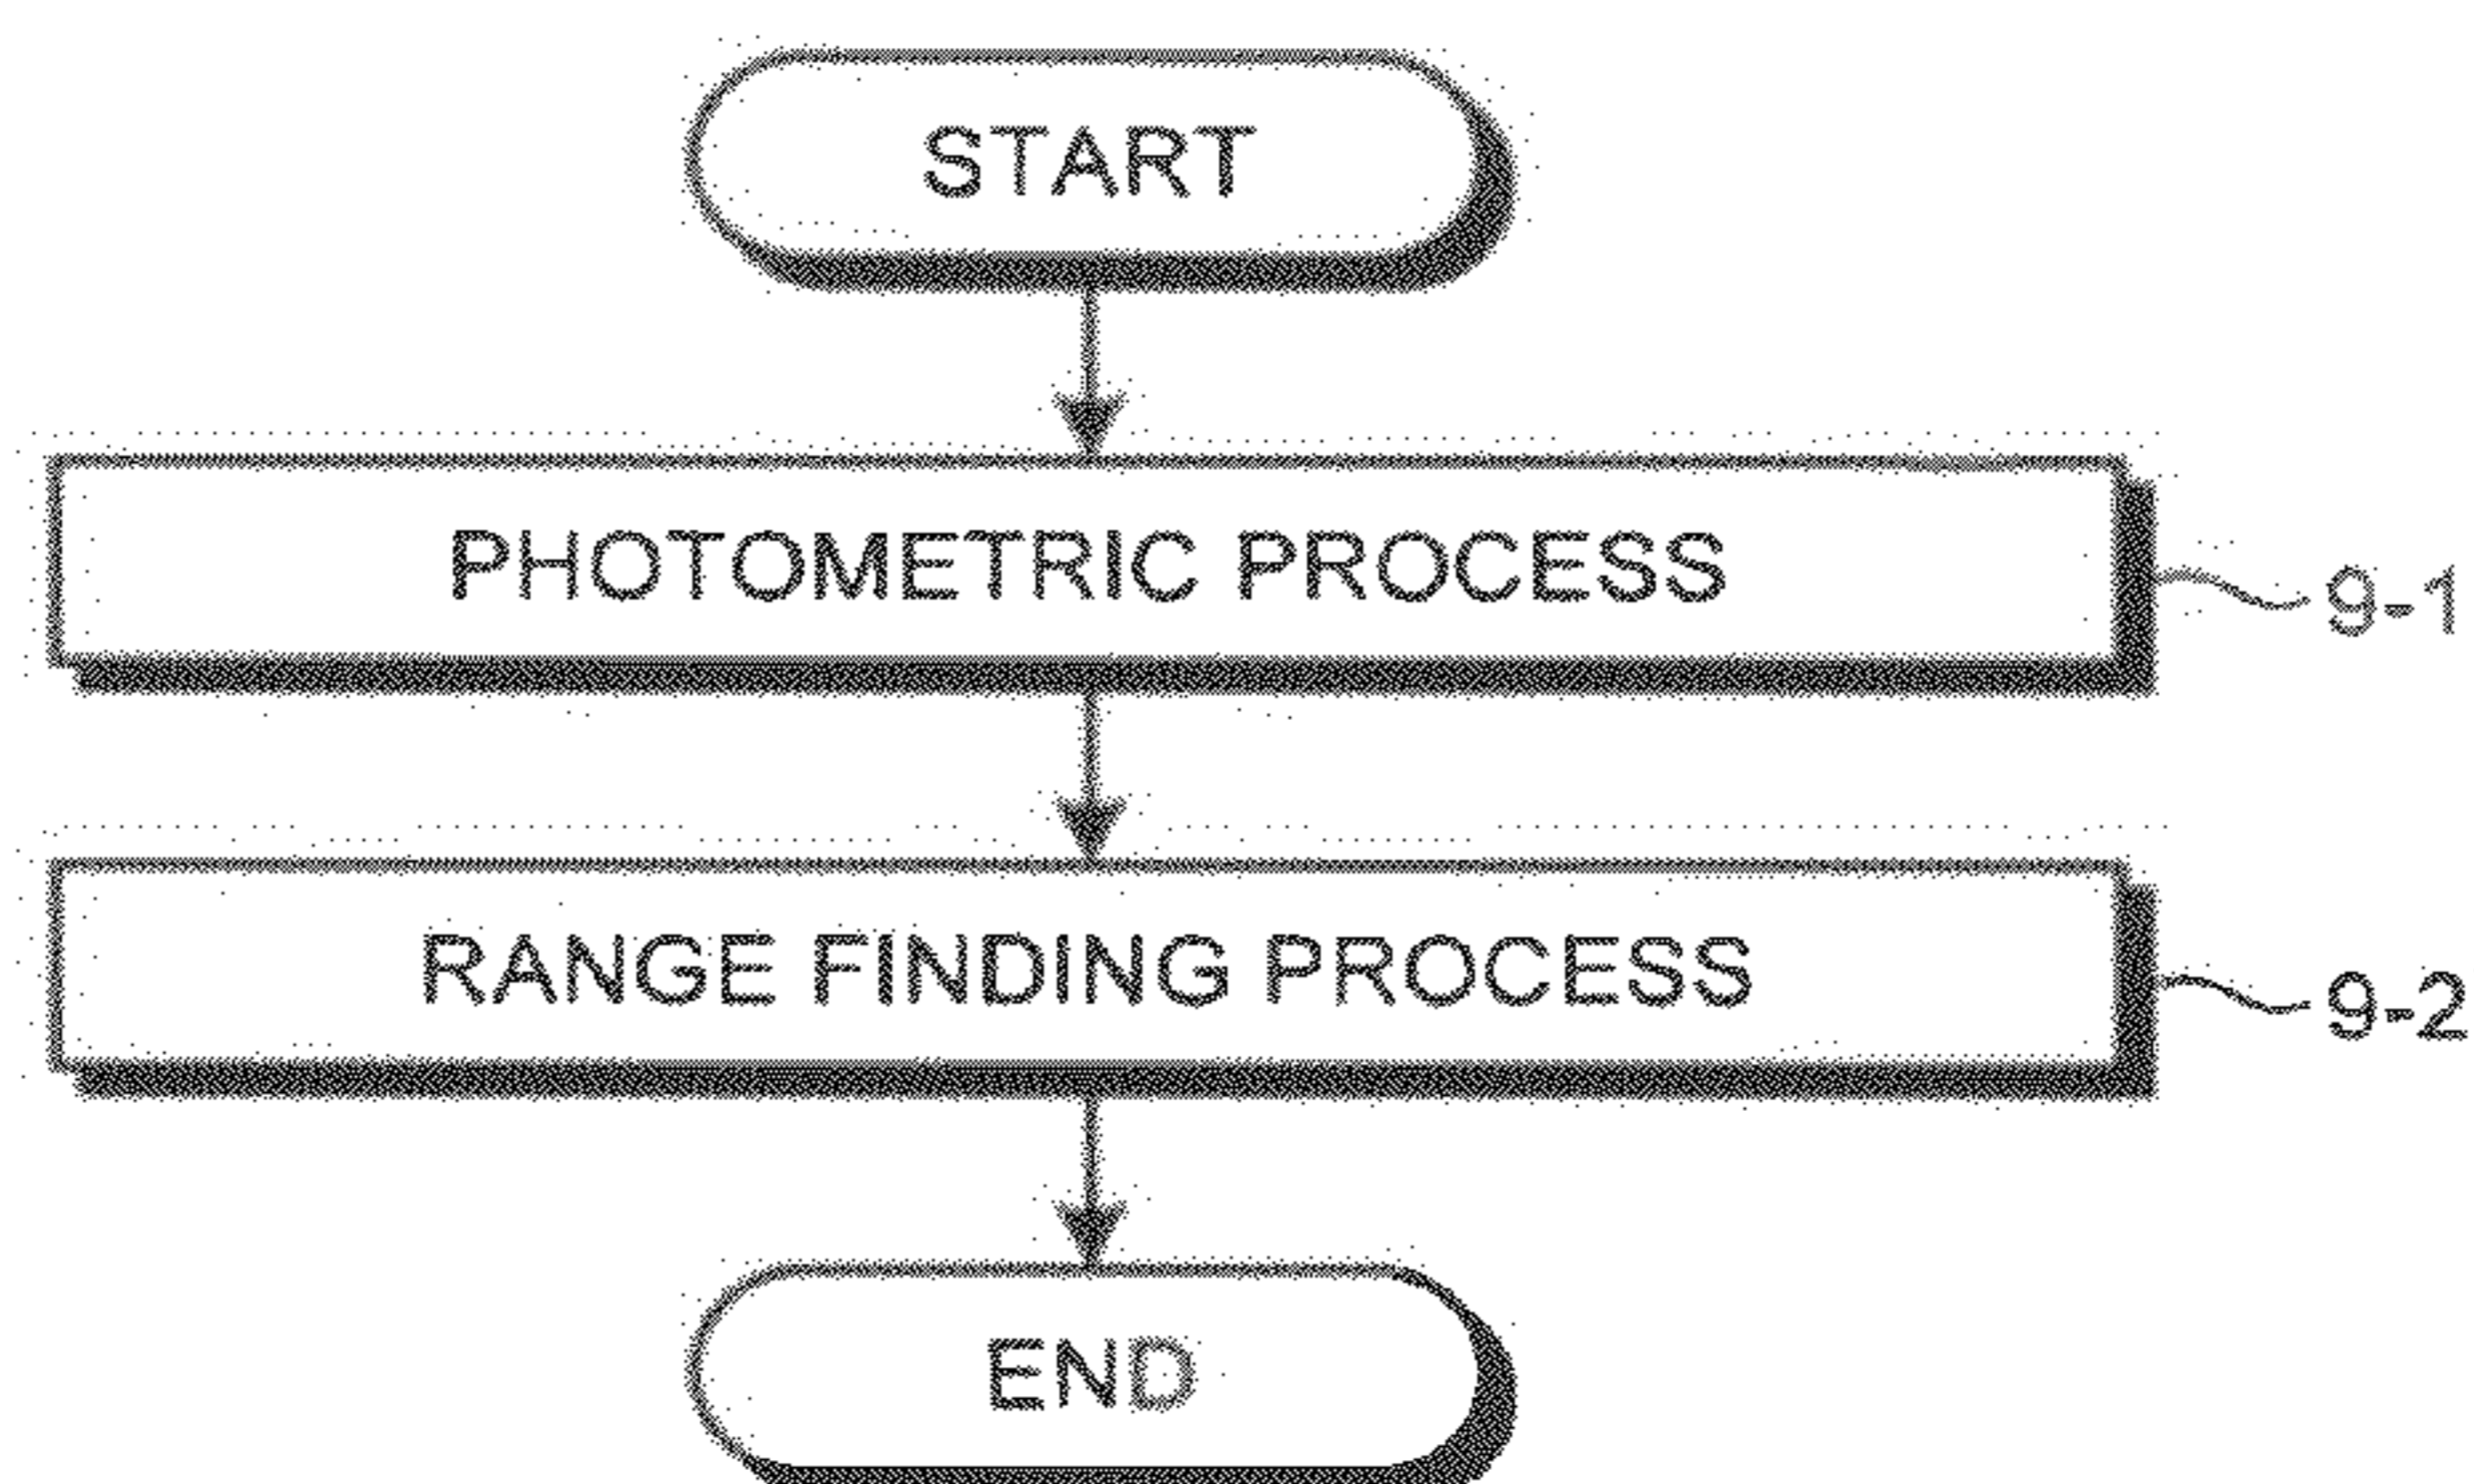 START
PHOTOMETRIC PROCESS
9-1
RANGE FINDING PROCESS
9-2
END